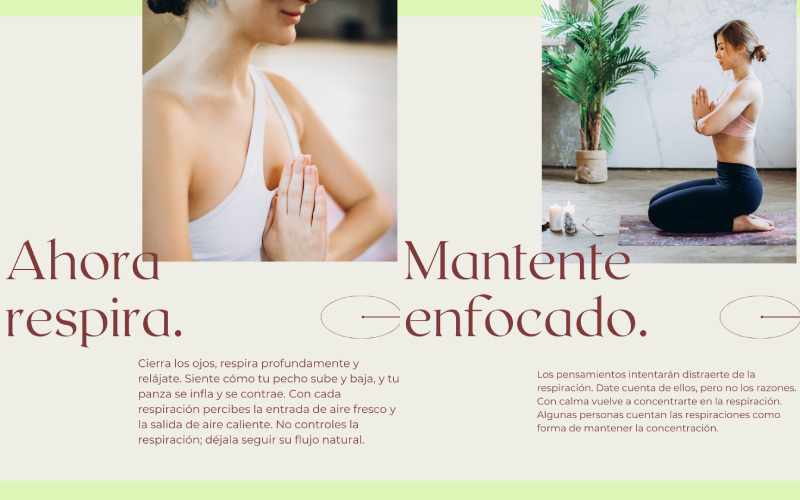 Ahora
respira.
Cierra los ojos, respira profundamente y
relájate. Siente cómo tu pecho sube y baja, y tu
panza se infla y se contrae. Con cada
respiración percibes la entrada de aire fresco y
la salida de aire caliente. No controles la
respiración; déjala seguir su flujo natural.
Mantente
enfocado.
Los pensamientos intentarán distraerte de la
respiración. Date cuenta de ellos, pero no los razones.
Con calma vuelve a concentrarte en la respiración.
Algunas personas cuentan las respiraciones como
forma de mantener la concentración.